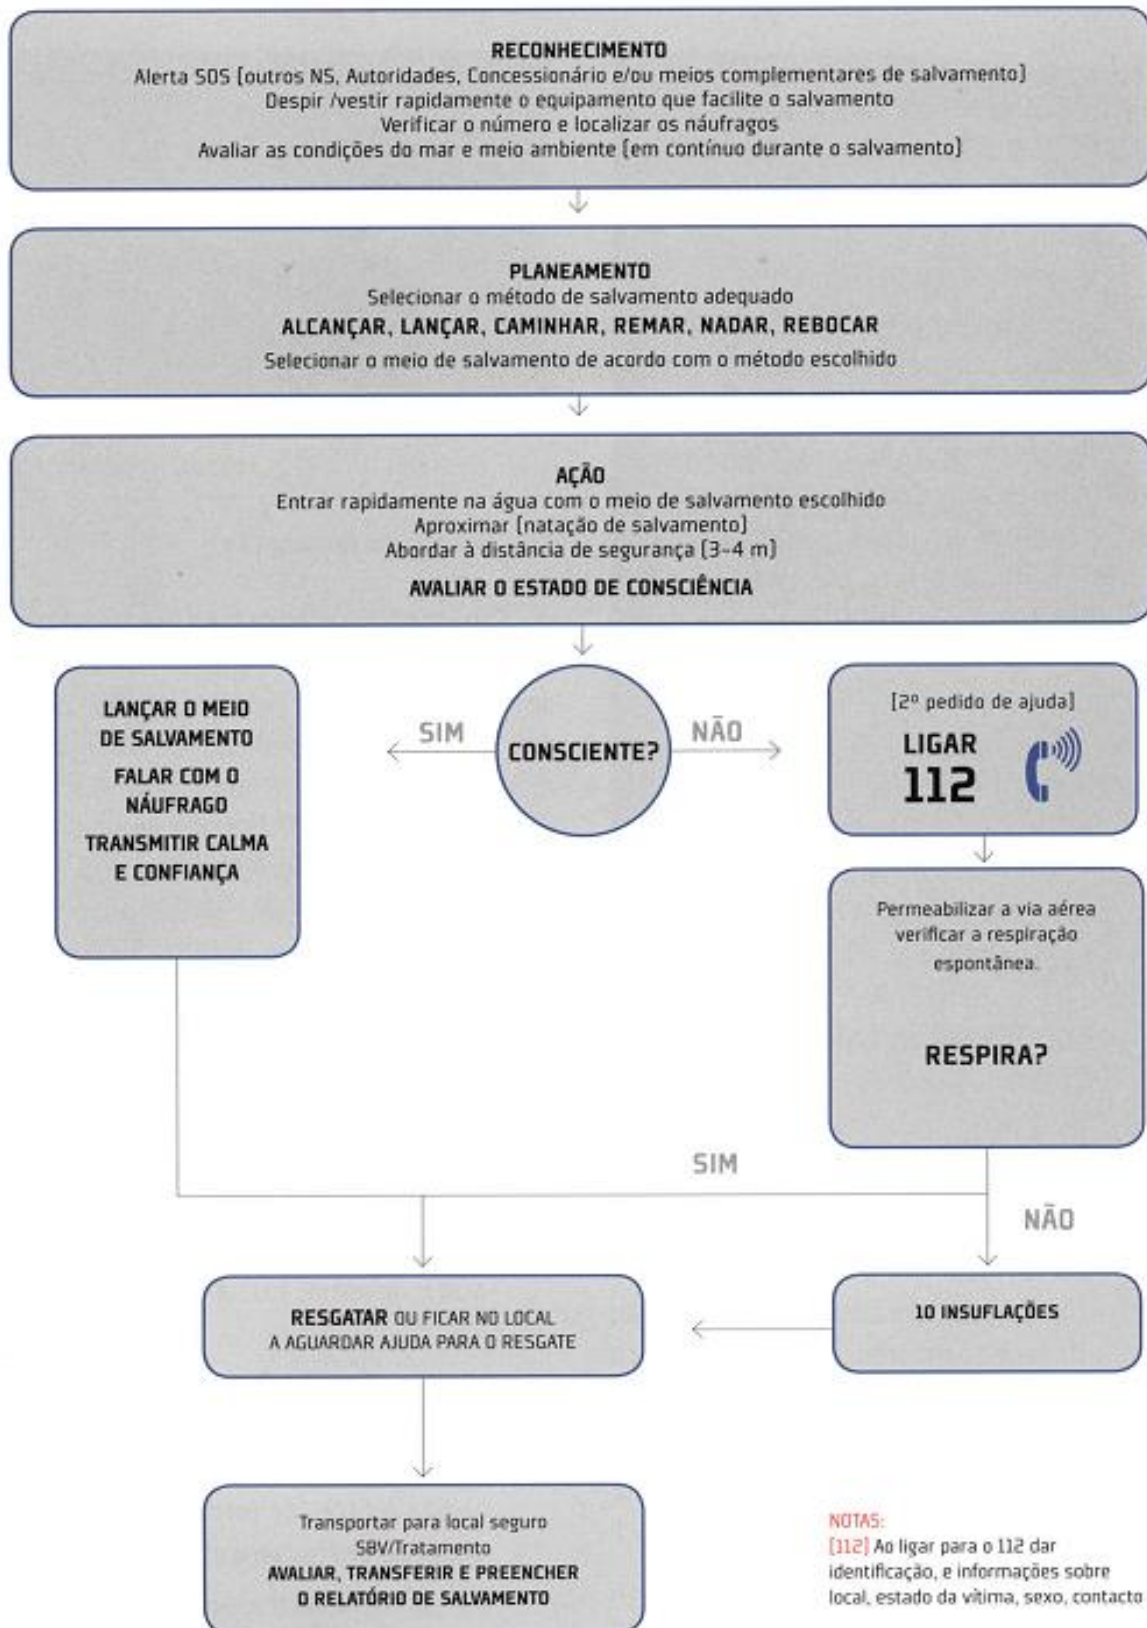 RECONHECIMENTO
Alerta SOS [outros NS, Autoridades, Concessionário e/ou meios complementares de salvamento]
Despir /vestir rapidamente o equipamento que facilite o salvamento
Verificar o número e localizar os náufragos
Avaliar as condições do mar e meio ambiente [em contínuo durante o salvamento]
PLANEAMENTO
Selecionar o método de salvamento adequado
ALCANÇAR, LANÇAR, CAMINHAR, REMAR, NADAR, REBOCAR
Selecionar o meio de salvamento de acordo com o método escolhido
AÇÃO
Entrar rapidamente na água com o meio de salvamento escolhido
Aproximar [natação de salvamento]
Abordar à distância de segurança [3-4 m]
AVALIAR O ESTADO DE CONSCIÊNCIA
LANÇAR O MEIO
DE SALVAMENTO
FALAR COM O
NÁUFRAGO
TRANSMITIR CALMA
E CONFIANÇA
SIM
CONSCIENTE?
NÃO
[2º pedido de ajuda]
LIGAR
112
Permeabilizar a via aérea
verificar a respiração
espontânea.
RESPIRA?
SIM
NÃO
RESGATAR OU FICAR NO LOCAL
A AGUARDAR AJUDA PARA O RESGATE
10 INSUFLAÇÕES
Transportar para local seguro
SBV/Tratamento
AVALIAR, TRANSFERIR E PREENCHER
O RELATÓRIO DE SALVAMENTO
NOTAS:
[112] Ao ligar para o 112 dar
identificação, e informações sobre
local, estado da vítima, sexo, contacto